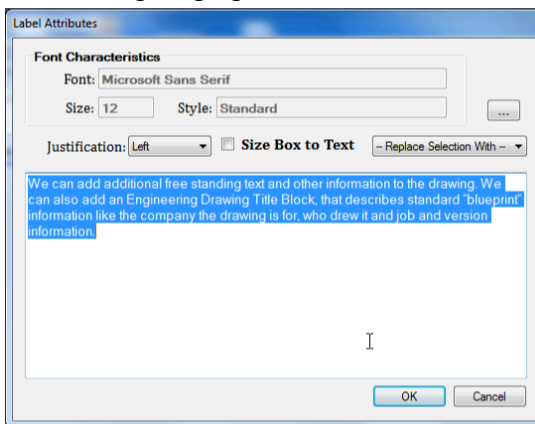 Label Attributes
Font Characteristics
Font: Microsoft Sans Serif
Size: 12 Style: Standard
...
Justification: Left Size Box to Text -- Replace Selection With --
We can add additional free standing text and other information to the drawing. We
can also add an Engineering Drawing Title Block, that describes standard "blueprint"
information like the company the drawing is for, who drew it and job and version
information.
OK Cancel